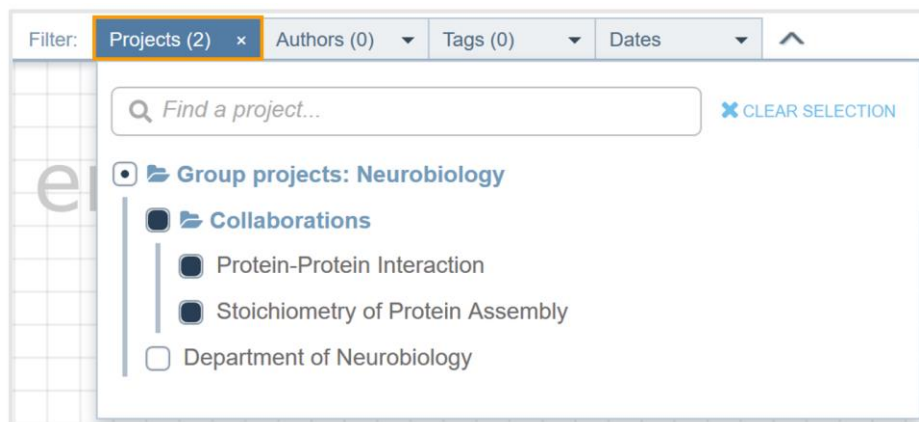 Filter: Projects (2) × Authors (0) Tags (0) Dates
Find a project...
CLEAR SELECTION
Group projects: Neurobiology
Collaborations
Protein-Protein Interaction
Stoichiometry of Protein Assembly
Department of Neurobiology